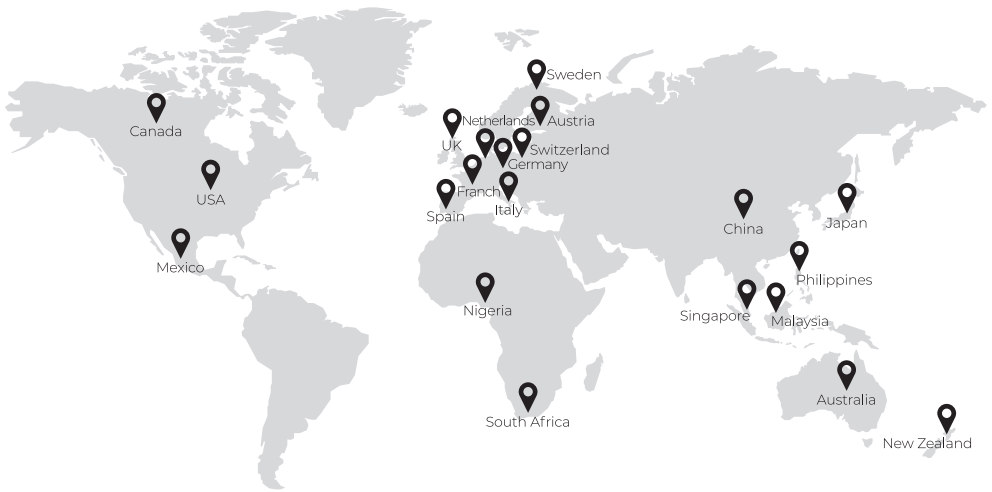 Sweden
Canada
Netherlands
Austria
UK
Switzerland
Germany
USA
Franch
Italy
Spain
Japan
China
Mexico
Philippines
Nigeria
Singapore
Malaysia
Australia
South Africa
New Zealand